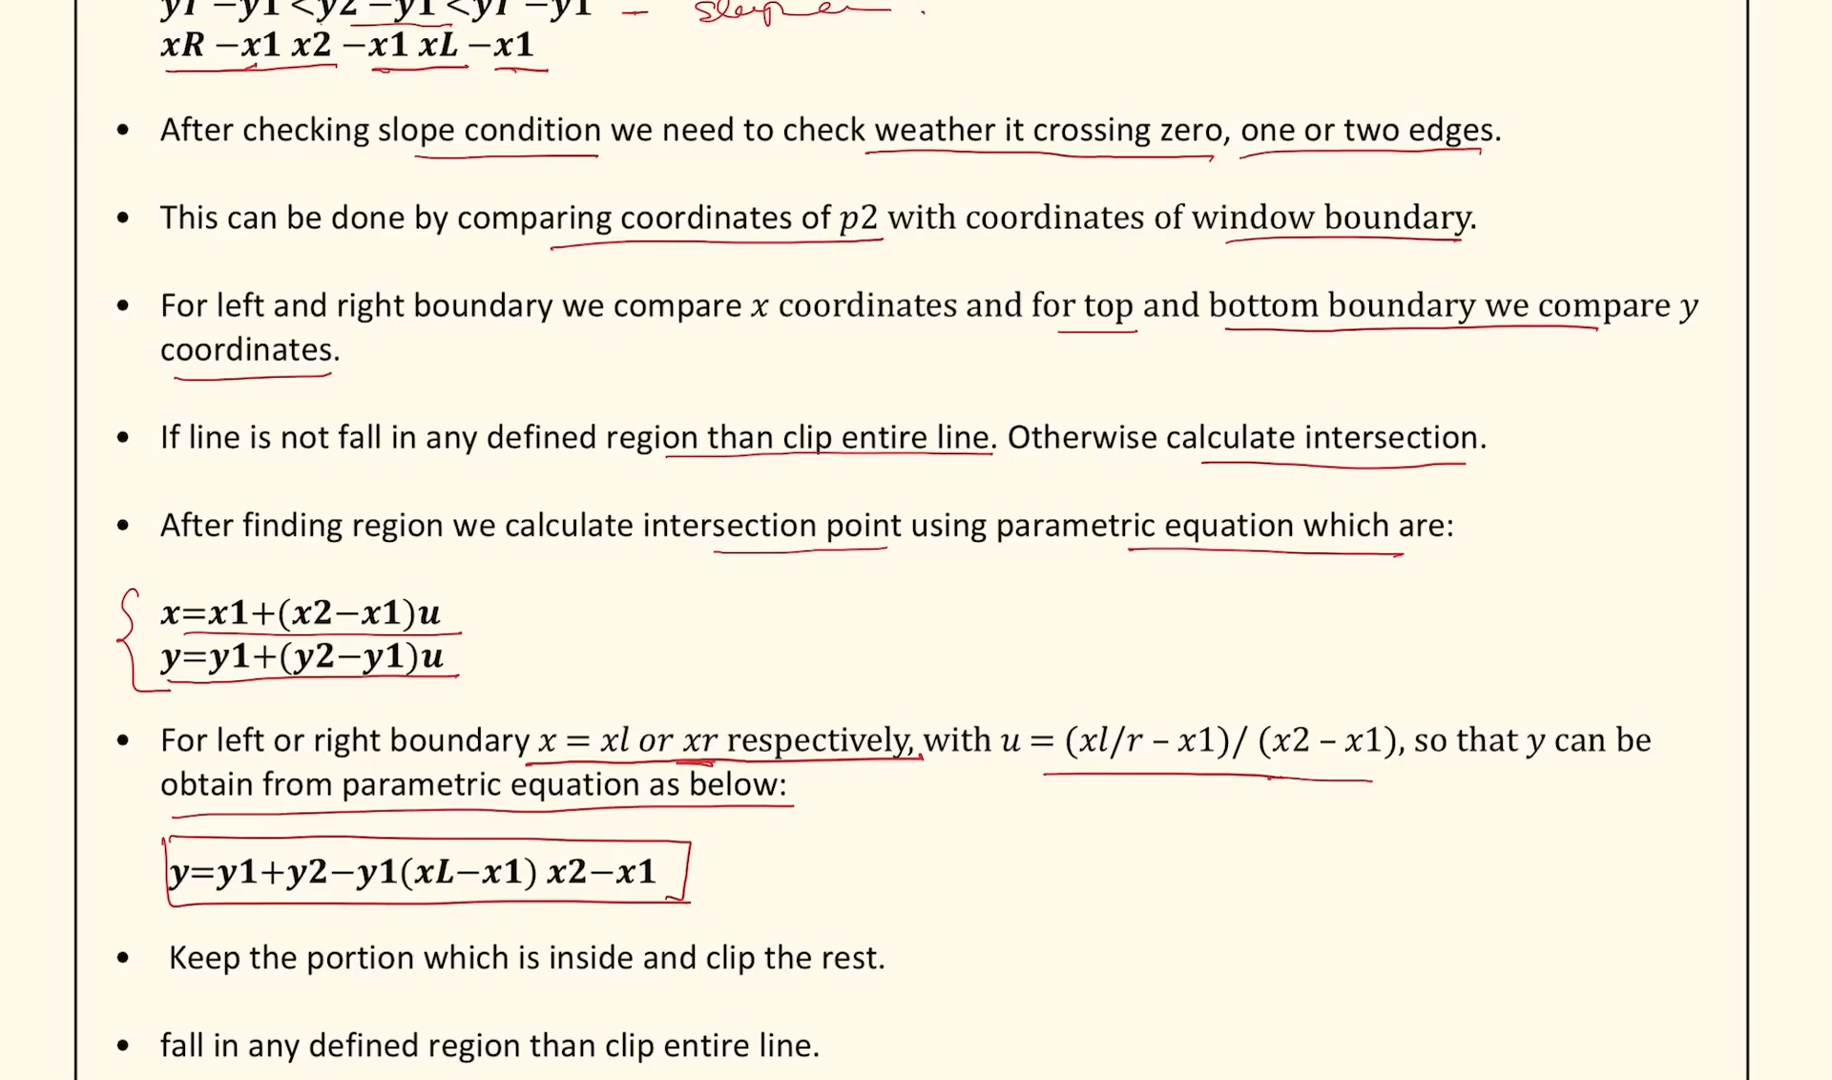 yT −y1 <y2 −y1 <yT −y1 –
xR −x1 x2 −x1 xL −x1
• After checking slope condition we need to check weather it crossing zero, one or two edges.
• This can be done by comparing coordinates of p2 with coordinates of window boundary.
• For left and right boundary we compare x coordinates and for top and bottom boundary we compare y
coordinates.
• If line is not fall in any defined region than clip entire line. Otherwise calculate intersection.
• After finding region we calculate intersection point using parametric equation which are:
x=x1+(x2−x1)u
y=y1+(y2−y1)u
• For left or right boundary x = xl or xr respectively, with u = (xl/r – x1)/ (x2 – x1), so that y can be
obtain from parametric equation as below:
y=y1+y2−y1(xL−x1) x2−x1
• Keep the portion which is inside and clip the rest.
• fall in any defined region than clip entire line.